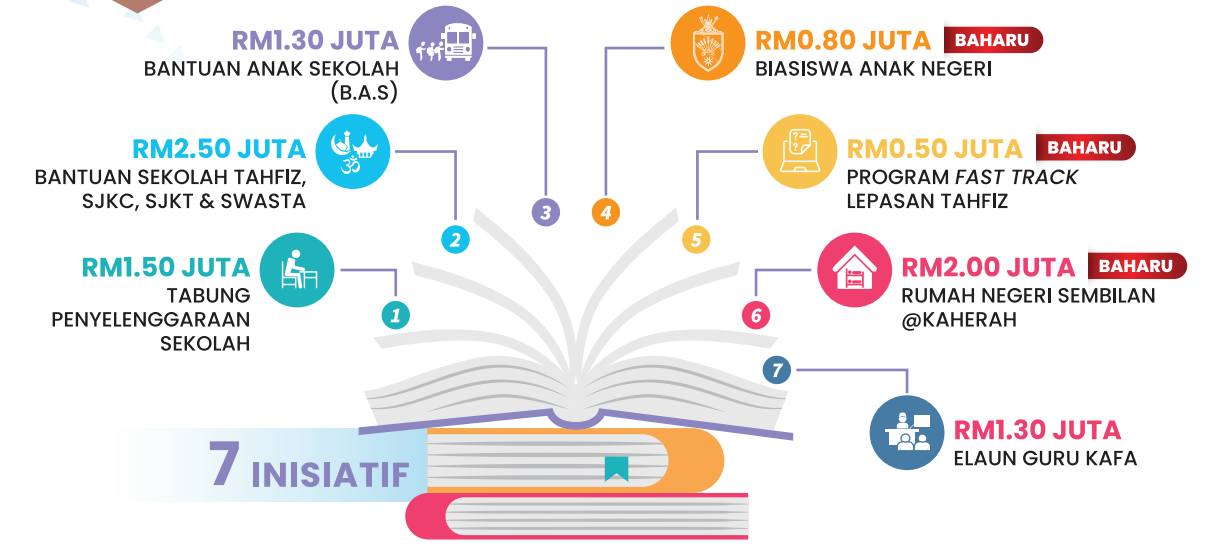 RM1.30 JUTA
BANTUAN ANAK SEKOLAH
(B.A.S)
3
RM0.80 JUTA BAHARU
BIASISWA ANAK NEGERI
4
RM2.50 JUTA
BANTUAN SEKOLAH TAHFIZ,
SJKC, SJKT & SWASTA
2
RM0.50 JUTA BAHARU
PROGRAM FAST TRACK
LEPASAN TAHFIZ
5
RM1.50 JUTA
TABUNG
PENYELENGGARAAN
SEKOLAH
1
RM2.00 JUTA BAHARU
RUMAH NEGERI SEMBILAN
@KAHERAH
6
7
RM1.30 JUTA
ELAUN GURU KAFA
7 INISIATIF
ॐ